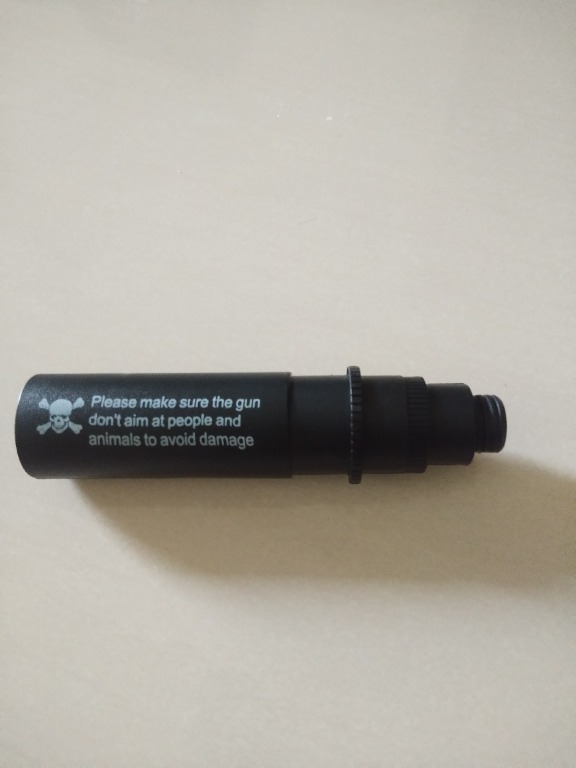 Please make sure the gun
don't aim at people and
animals to avoid damage